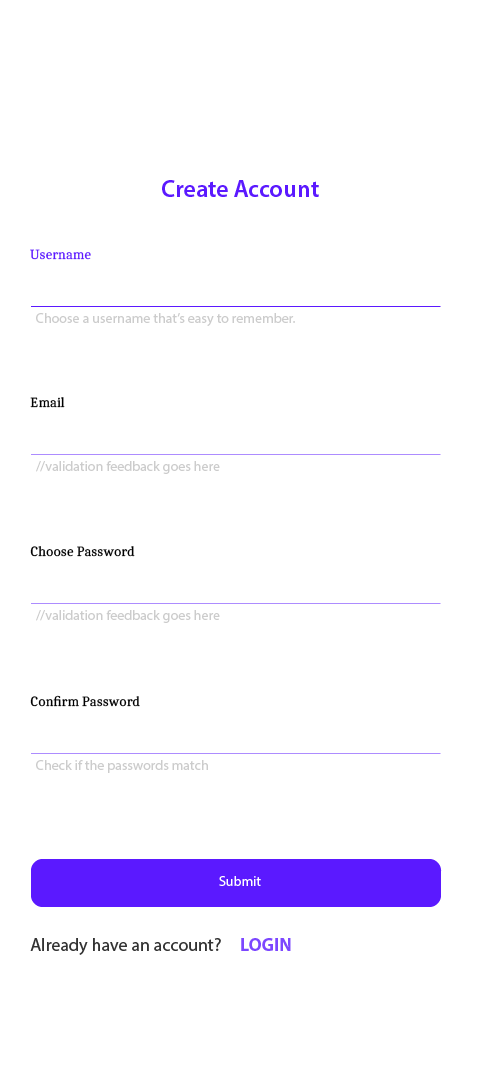 Create Account
Username
Choose a username that's easy to remember.
Email
//validation feedback goes here
Choose Password
//validation feedback goes here
Confirm Password
Check if the passwords match
Submit
Already have an account? LOGIN